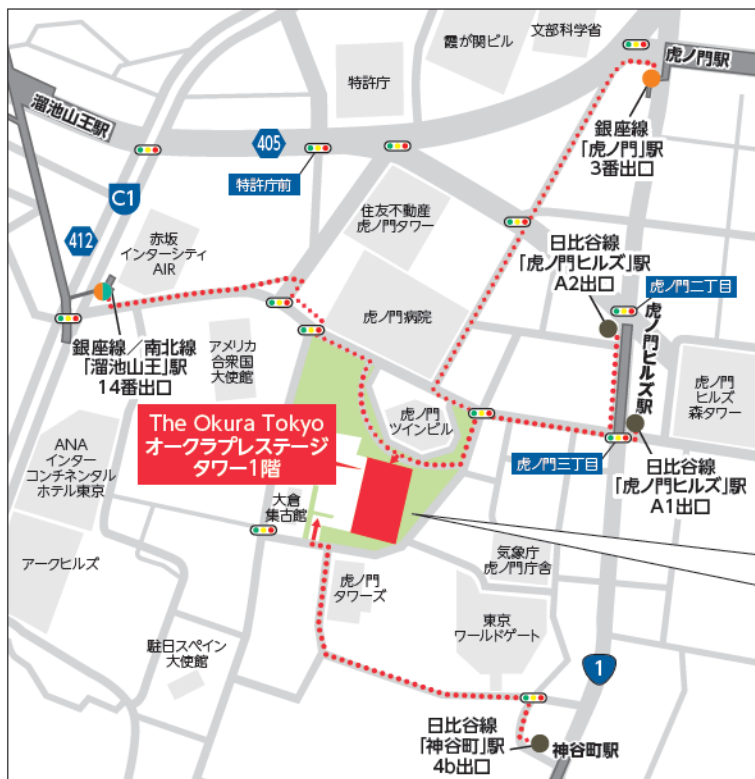 文部科学省
霞が関ビル
虎ノ門駅
特許庁
溜池山王駅
405
特許庁前
銀座線
「虎ノ門」駅
3番出口
C1
住友不動産
虎ノ門タワー
412
赤坂
インターシティ
AIR
日比谷線
「虎ノ門ヒルズ」駅
A2出口
虎ノ門二丁目
虎ノ門病院
虎ノ門ヒルズ駅
銀座線/南北線
「溜池山王」駅
14番出口
アメリカ
合衆国
大使館
虎ノ門
ヒルズ
森タワー
The Okura Tokyo
オークラプレステージ
タワー1階
虎ノ門
ツインビル
ANA
インター
コンチネンタル
ホテル東京
虎ノ門三丁目
日比谷線
「虎ノ門ヒルズ」駅
A1出口
大倉
集古館
アークヒルズ
気象庁
虎ノ門庁舎
虎ノ門
タワーズ
東京
ワールドゲート
駐日スペイン
大使館
1
日比谷線
「神谷町」駅
4b出口
神谷町駅